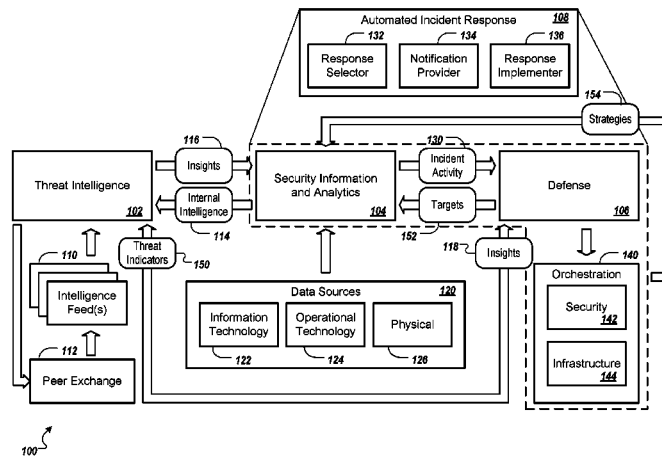 Automated Incident Response 108
132
134
136
Response Selector
Notification Provider
Response Implementer
154
Strategies
116
Insights
130
Incident Activity
Threat Intelligence
102
Security Information and Analytics
104
Defense
106
Internal Intelligence
114
Targets
152
110
Threat Indicators
150
118
Insights
140
Orchestration
Intelligence Feed(s)
Data Sources 120
Security
142
Information Technology
122
Operational Technology
124
Physical
126
112
Peer Exchange
Infrastructure
144
100